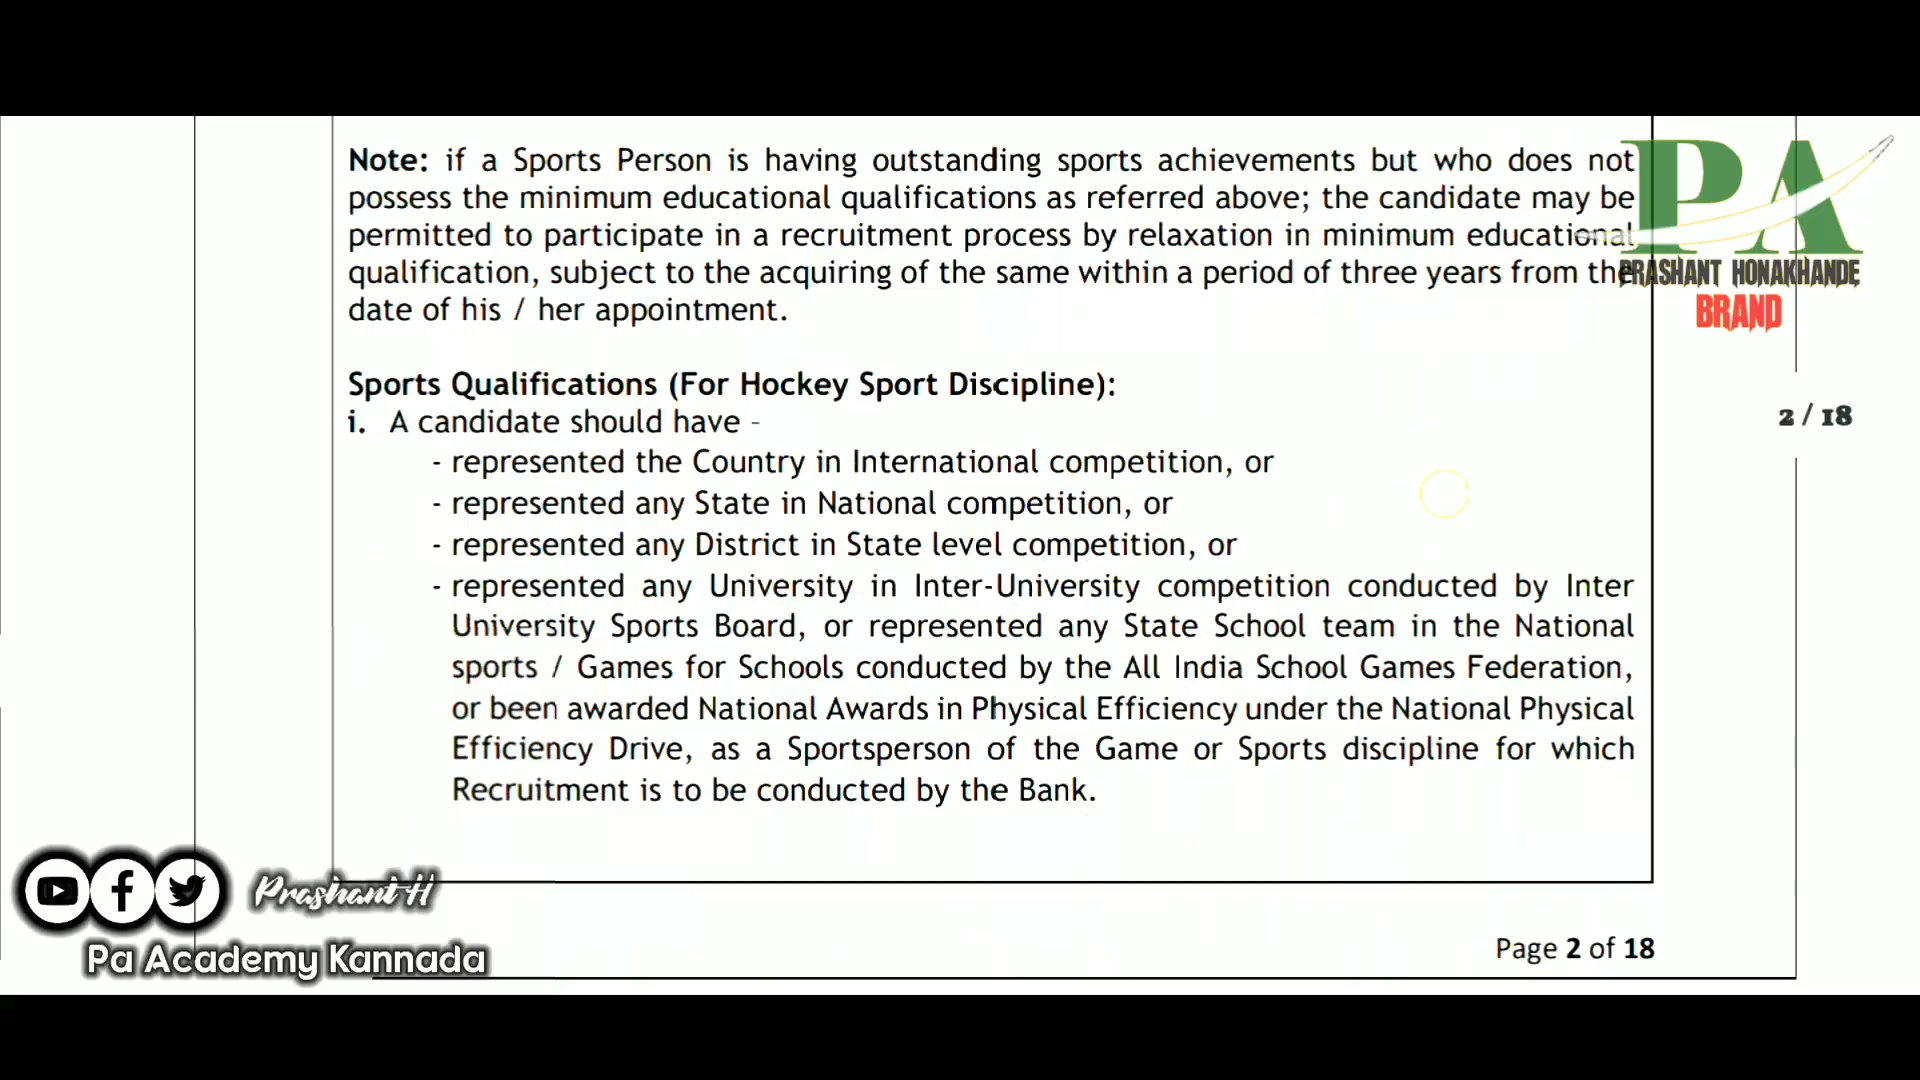 Note: if a Sports Person is having outstanding sports achievements but who does not
possess the minimum educational qualifications as referred above; the candidate may be
permitted to participate in a recruitment process by relaxation in minimum educational
qualification, subject to the acquiring of the same within a period of three years from the
date of his / her appointment.
PA
PRASHANT HONAKHANDE
BRAND
Sports Qualifications (For Hockey Sport Discipline):
i. A candidate should have -
2 / 18
- represented the Country in International competition, or
- represented any State in National competition, or
- represented any District in State level competition, or
- represented any University in Inter-University competition conducted by Inter
University Sports Board, or represented any State School team in the National
sports / Games for Schools conducted by the All India School Games Federation,
or been awarded National Awards in Physical Efficiency under the National Physical
Efficiency Drive, as a Sportsperson of the Game or Sports discipline for which
Recruitment is to be conducted by the Bank.
Prashant H
Pa Academy Kannada
Page 2 of 18